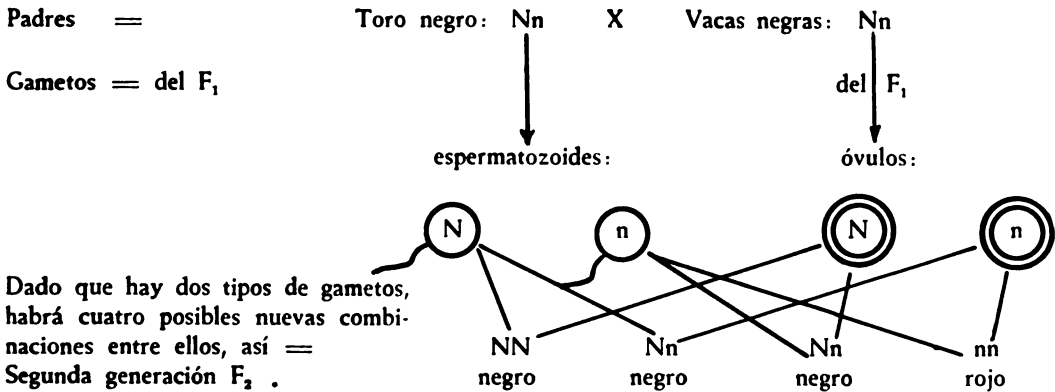 Padres = Toro negro: Nn X Vacas negras: Nn
Gametos = del F₁ del F₁
espermatozoides: óvulos:
N n N n
Dado que hay dos tipos de gametos,
habrá cuatro posibles nuevas combi-
naciones entre ellos, así = NN Nn Nn nn
Segunda generación F₂ . negro negro negro rojo